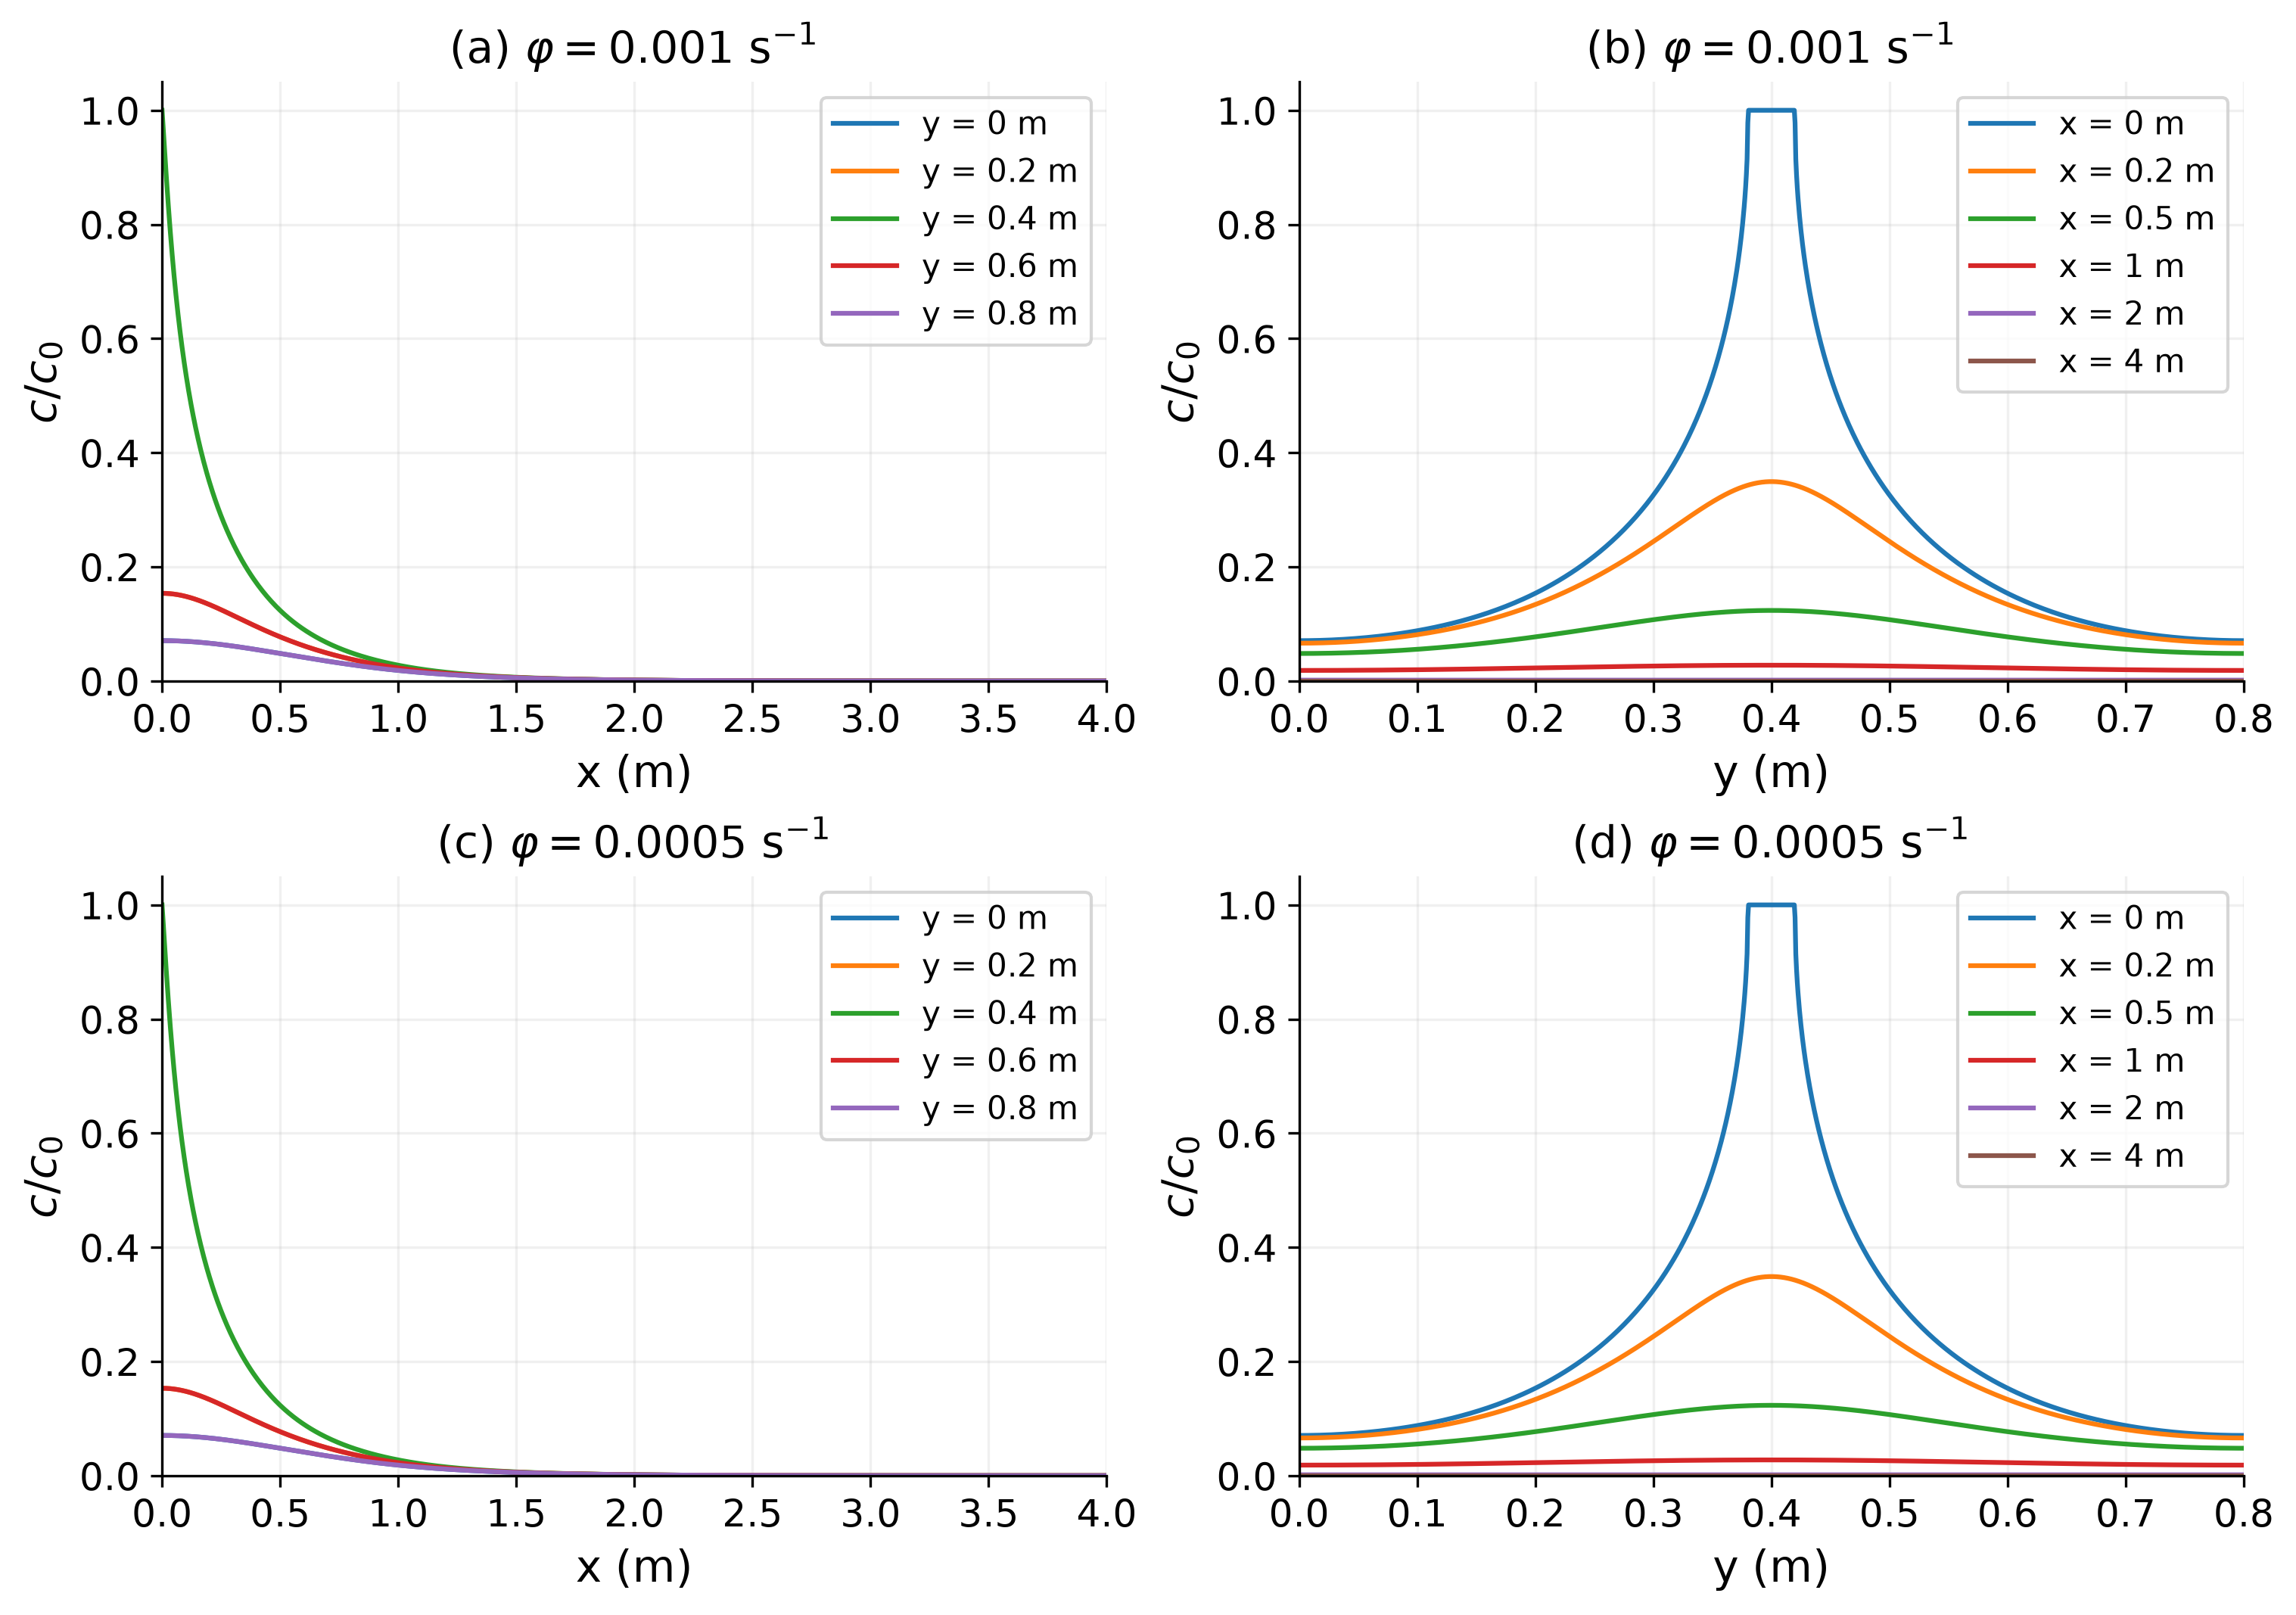 (a) φ = 0.001 s⁻¹
c/c₀
1.0
0.8
0.6
0.4
0.2
0.0
y = 0 m
y = 0.2 m
y = 0.4 m
y = 0.6 m
y = 0.8 m
0.0 0.5 1.0 1.5 2.0 2.5 3.0 3.5 4.0
x (m)
(b) φ = 0.001 s⁻¹
c/c₀
1.0
0.8
0.6
0.4
0.2
0.0
x = 0 m
x = 0.2 m
x = 0.5 m
x = 1 m
x = 2 m
x = 4 m
0.0 0.1 0.2 0.3 0.4 0.5 0.6 0.7 0.8
y (m)
(c) φ = 0.0005 s⁻¹
c/c₀
1.0
0.8
0.6
0.4
0.2
0.0
y = 0 m
y = 0.2 m
y = 0.4 m
y = 0.6 m
y = 0.8 m
0.0 0.5 1.0 1.5 2.0 2.5 3.0 3.5 4.0
x (m)
(d) φ = 0.0005 s⁻¹
c/c₀
1.0
0.8
0.6
0.4
0.2
0.0
x = 0 m
x = 0.2 m
x = 0.5 m
x = 1 m
x = 2 m
x = 4 m
0.0 0.1 0.2 0.3 0.4 0.5 0.6 0.7 0.8
y (m)